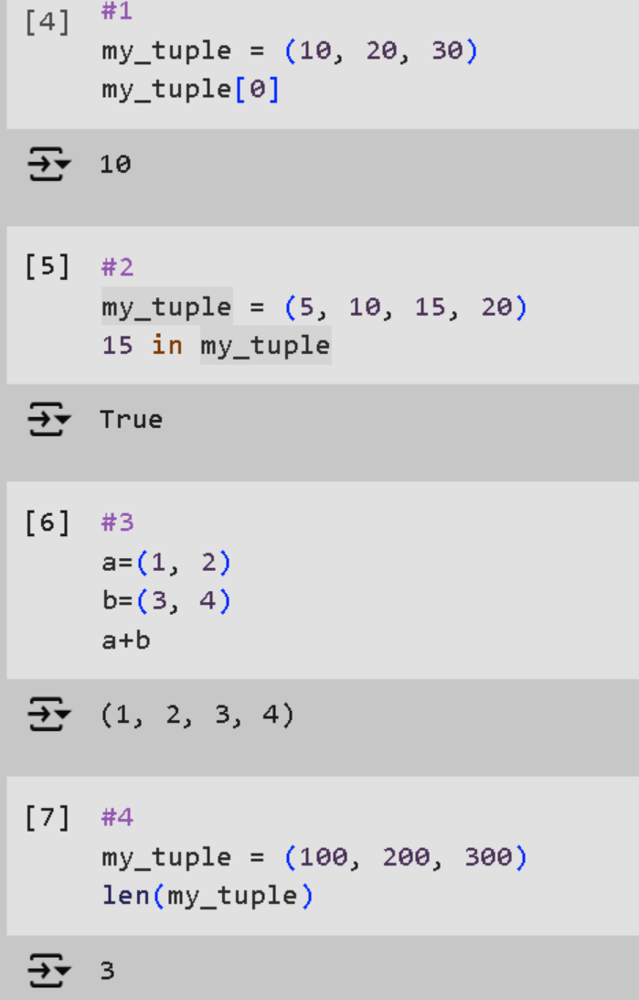 [4] #1
my_tuple = (10, 20, 30)
my_tuple[0]
10
[5] #2
my_tuple = (5, 10, 15, 20)
15 in my_tuple
True
[6] #3
a=(1, 2)
b=(3, 4)
a+b
(1, 2, 3, 4)
[7] #4
my_tuple = (100, 200, 300)
len(my_tuple)
3